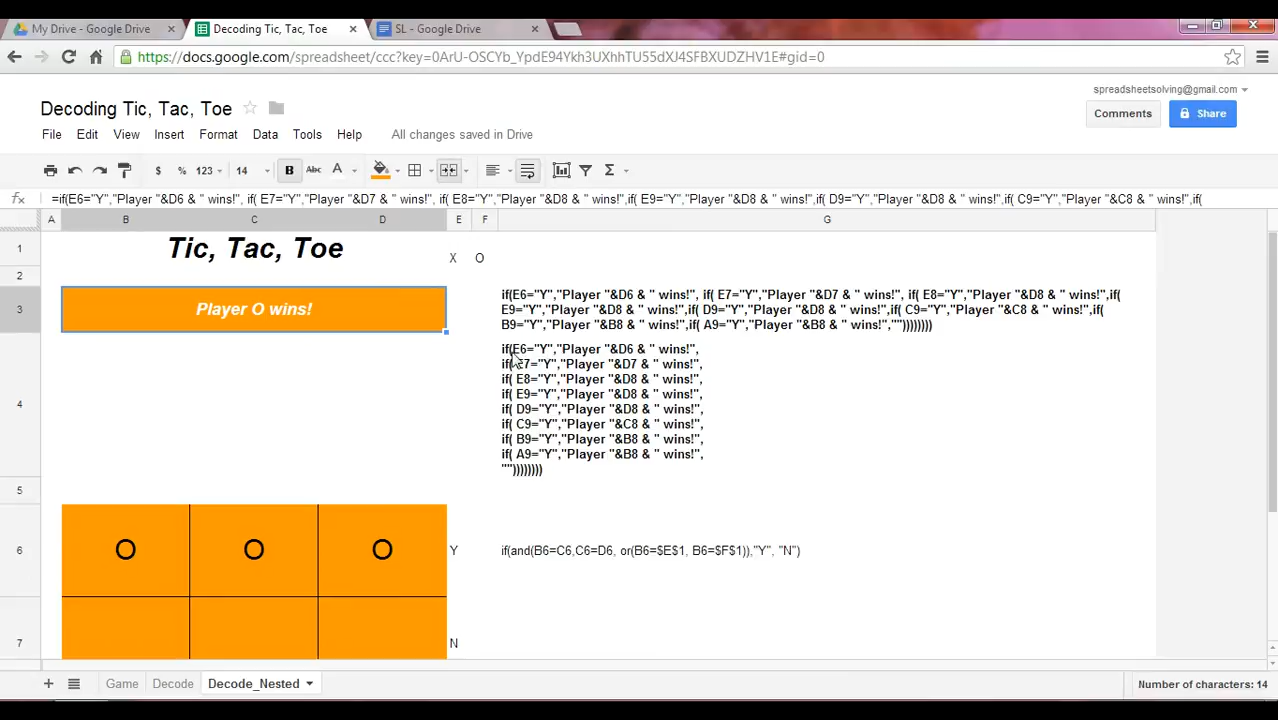 My Drive - Google Drive
Decoding Tic, Tac, Toe
SL - Google Drive
https://docs.google.com/spreadsheet/ccc?key=0ArU-OSCYb_YpdE94Ykh3UXhhTU55dXJ4SFBXUDZHV1E#gid=0
Decoding Tic, Tac, Toe
spreadsheetsolving@gmail.com
Comments
Share
File Edit View Insert Format Data Tools Help All changes saved in Drive
$ % 123 14 B Abc A Σ
fx =if(E6="Y","Player "&D6 & " wins!", if( E7="Y","Player "&D7 & " wins!", if( E8="Y","Player "&D8 & " wins!",if( E9="Y","Player "&D8 & " wins!",if( D9="Y","Player "&D8 & " wins!",if( C9="Y","Player "&C8 & " wins!",if(
A B C D E F G
1 Tic, Tac, Toe X O
2
3 Player O wins!
if(E6="Y","Player "&D6 & " wins!", if( E7="Y","Player "&D7 & " wins!", if( E8="Y","Player "&D8 & " wins!",if(
E9="Y","Player "&D8 & " wins!",if( D9="Y","Player "&D8 & " wins!",if( C9="Y","Player "&C8 & " wins!",if(
B9="Y","Player "&B8 & " wins!",if( A9="Y","Player "&B8 & " wins!",""))))))))
4
if(E6="Y","Player "&D6 & " wins!",
if( E7="Y","Player "&D7 & " wins!",
if( E8="Y","Player "&D8 & " wins!",
if( E9="Y","Player "&D8 & " wins!",
if( D9="Y","Player "&D8 & " wins!",
if( C9="Y","Player "&C8 & " wins!",
if( B9="Y","Player "&B8 & " wins!",
if( A9="Y","Player "&B8 & " wins!",
""))))))))
5
6 O O O Y if(and(B6=C6,C6=D6, or(B6=$E$1, B6=$F$1)),"Y", "N")
7 N
Game Decode Decode_Nested
Number of characters: 14